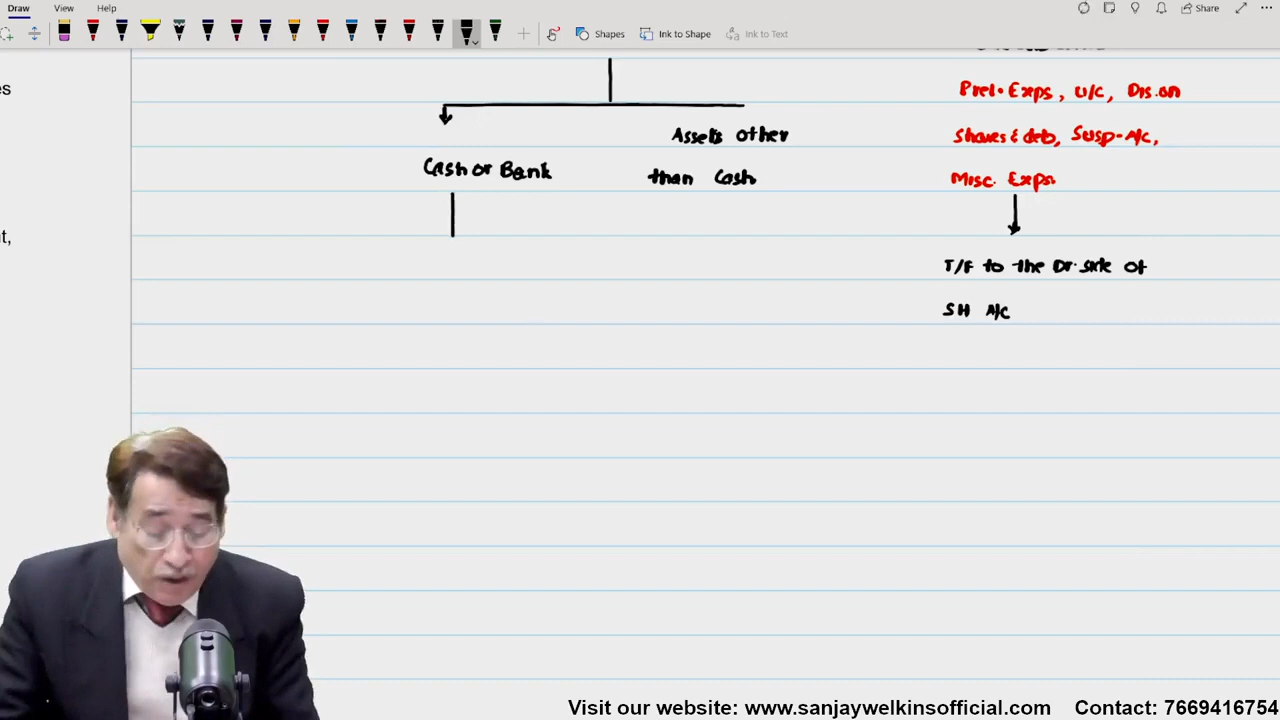 Draw View Help Share
Shapes Ink to Shape Ink to Text
es
Prel. Exps, U/C, Dis. on
Assets other
Shares & deb, Susp-A/C,
Cash or Bank
than Cash
Misc. Exps.
t,
T/F to the Dr. side of
SH A/C
Visit our website: www.sanjaywelkinsofficial.com Contact: 7669416754